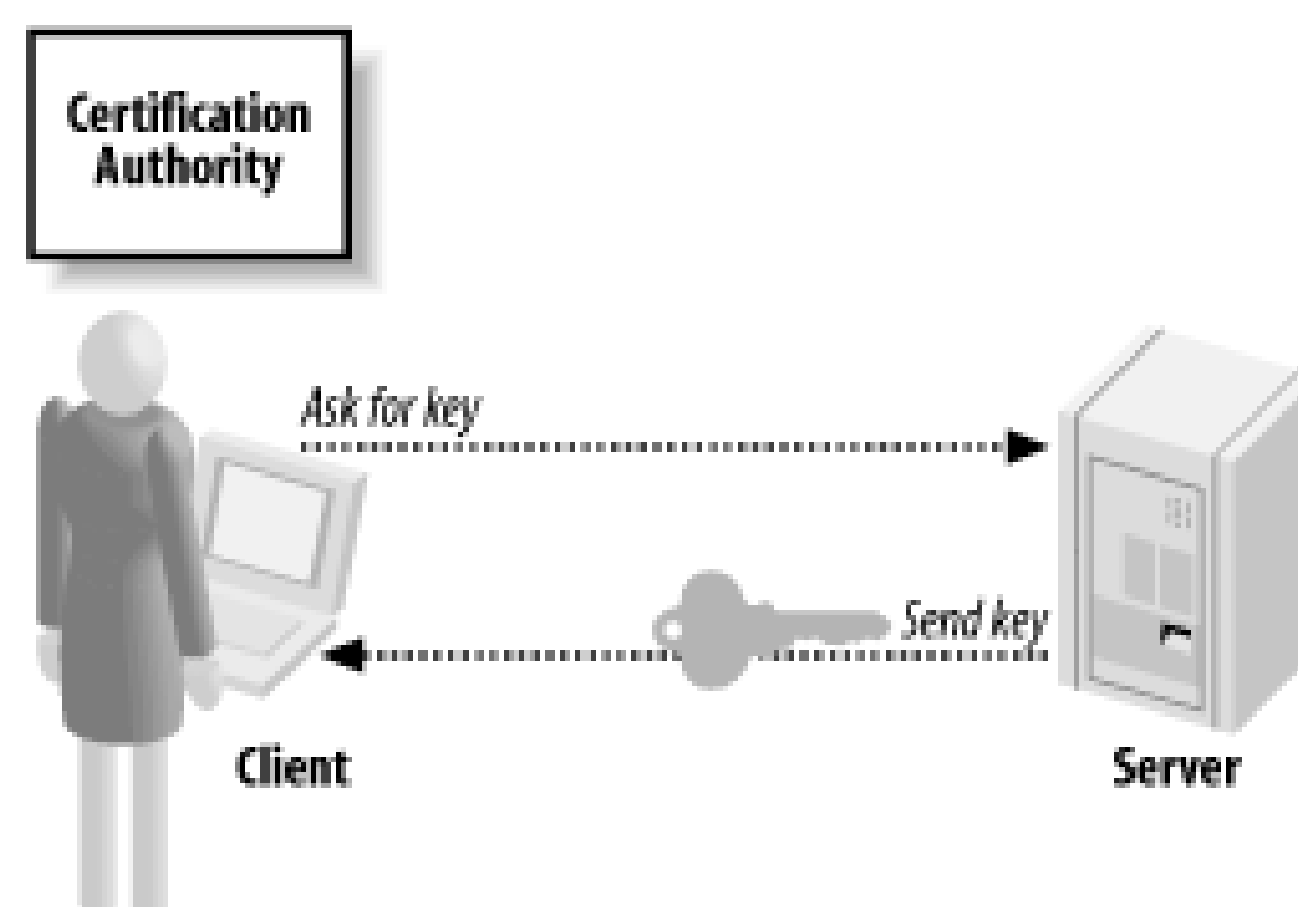 Certification
Authority
Ask for key
Send key
Client
Server